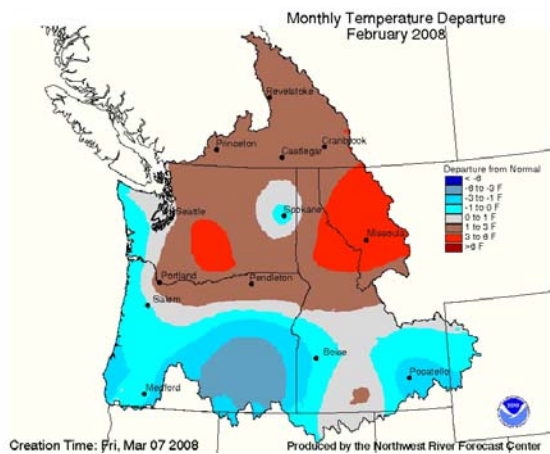 Monthly Temperature Departure
February 2008
Revelstoke
Princeton
Castlegar
Cranbrook
Departure from Normal
< -6
-6 to -3 F
-3 to -1 F
-1 to 0 F
0 to 1 F
1 to 3 F
3 to 6 F
>6 F
Seattle
Spokane
Missoula
Portland
Pendleton
Salem
Boise
Pocatello
Medford
Creation Time: Fri, Mar 07 2008
Produced by the Northwest River Forecast Center